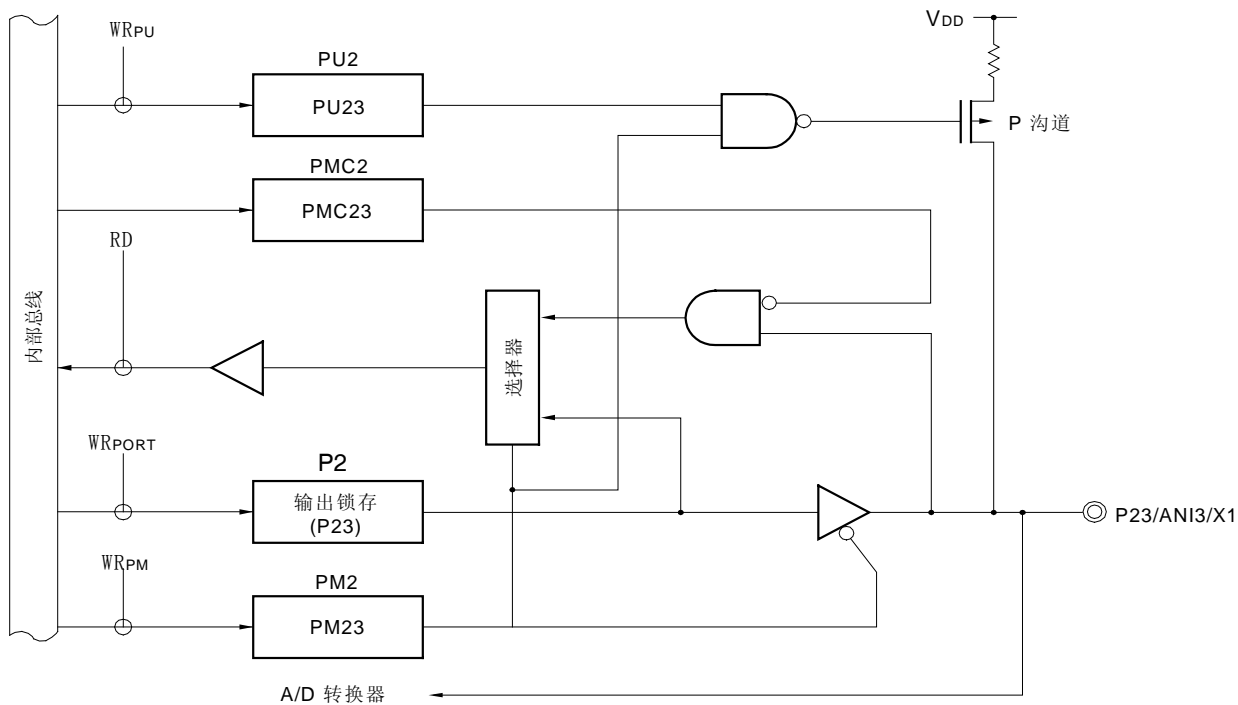 WRPU
VDD
PU2
PU23
P 沟道
PMC2
PMC23
RD
内部总线
选择器
WRPORT
P2
输出锁存
(P23)
P23/ANI3/X1
WRPM
PM2
PM23
A/D 转换器